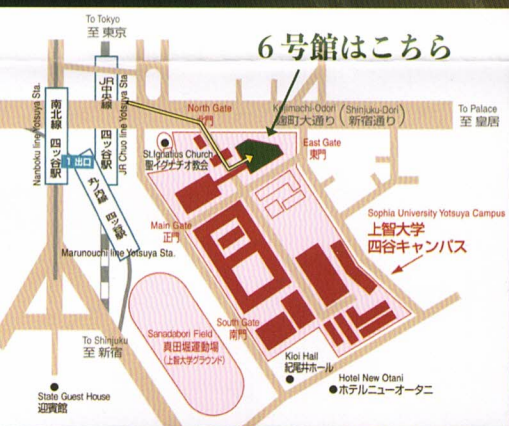 To Tokyo
至 東京
6号館はこちら
南北線 四ッ谷駅
Nanboku line Yotsuya Sta.
JR中央線 四ッ谷駅
JR Chuo line Yotsuya Sta.
1 出口
丸ノ内線 四ッ谷駅
Marunouchi line Yotsuya Sta.
North Gate
北門
Kojimachi-Odori (Shinjuku-Dori)
麹町大通り (新宿通り)
To Palace
至 皇居
St.Ignatius Church
聖イグナチオ教会
East Gate
東門
Main Gate
正門
Sophia University Yotsuya Campus
上智大学
四谷キャンパス
South Gate
南門
Sanadabori Field
真田堀運動場
(上智大学グラウンド)
To Shinjuku
至 新宿
Kioi Hall
紀尾井ホール
Hotel New Otani
ホテルニューオータニ
State Guest House
迎賓館